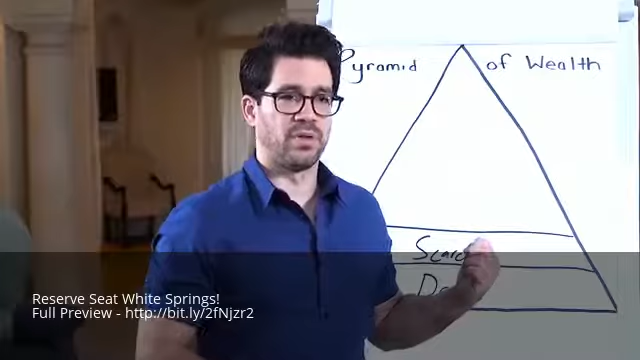 Pyramid of Wealth
Reserve Seat White Springs!
Full Preview - http://bit.ly/2fNjzr2